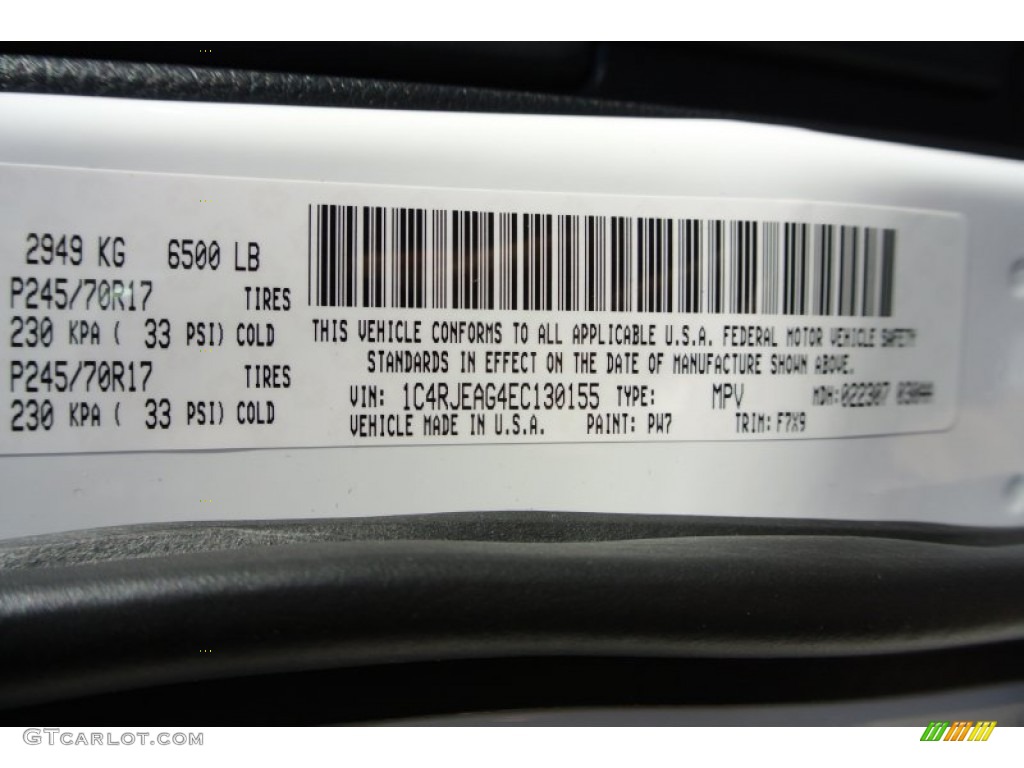 2949 KG 6500 LB
P245/70R17 TIRES
230 KPA ( 33 PSI) COLD
P245/70R17 TIRES
230 KPA ( 33 PSI) COLD
THIS VEHICLE CONFORMS TO ALL APPLICABLE U.S.A. FEDERAL MOTOR VEHICLE SAFETY
STANDARDS IN EFFECT ON THE DATE OF MANUFACTURE SHOWN ABOVE.
VIN: 1C4RJEAG4EC130155 TYPE: MPV MDH: 022307
VEHICLE MADE IN U.S.A. PAINT: PW7 TRIM: F7X9
GTCarLot.com